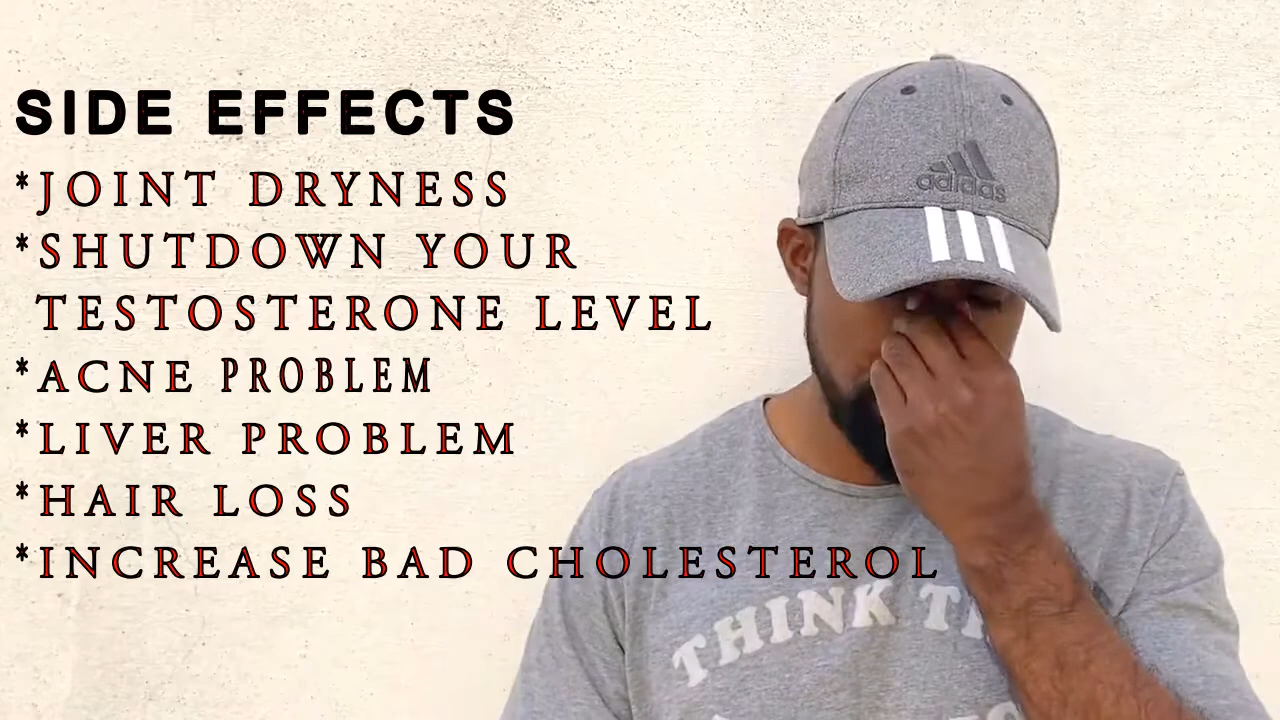 SIDE EFFECTS
*JOINT DRYNESS
*SHUTDOWN YOUR
TESTOSTERONE LEVEL
*ACNE PROBLEM
*LIVER PROBLEM
*HAIR LOSS
*INCREASE BAD CHOLESTEROL
adidas
THINK